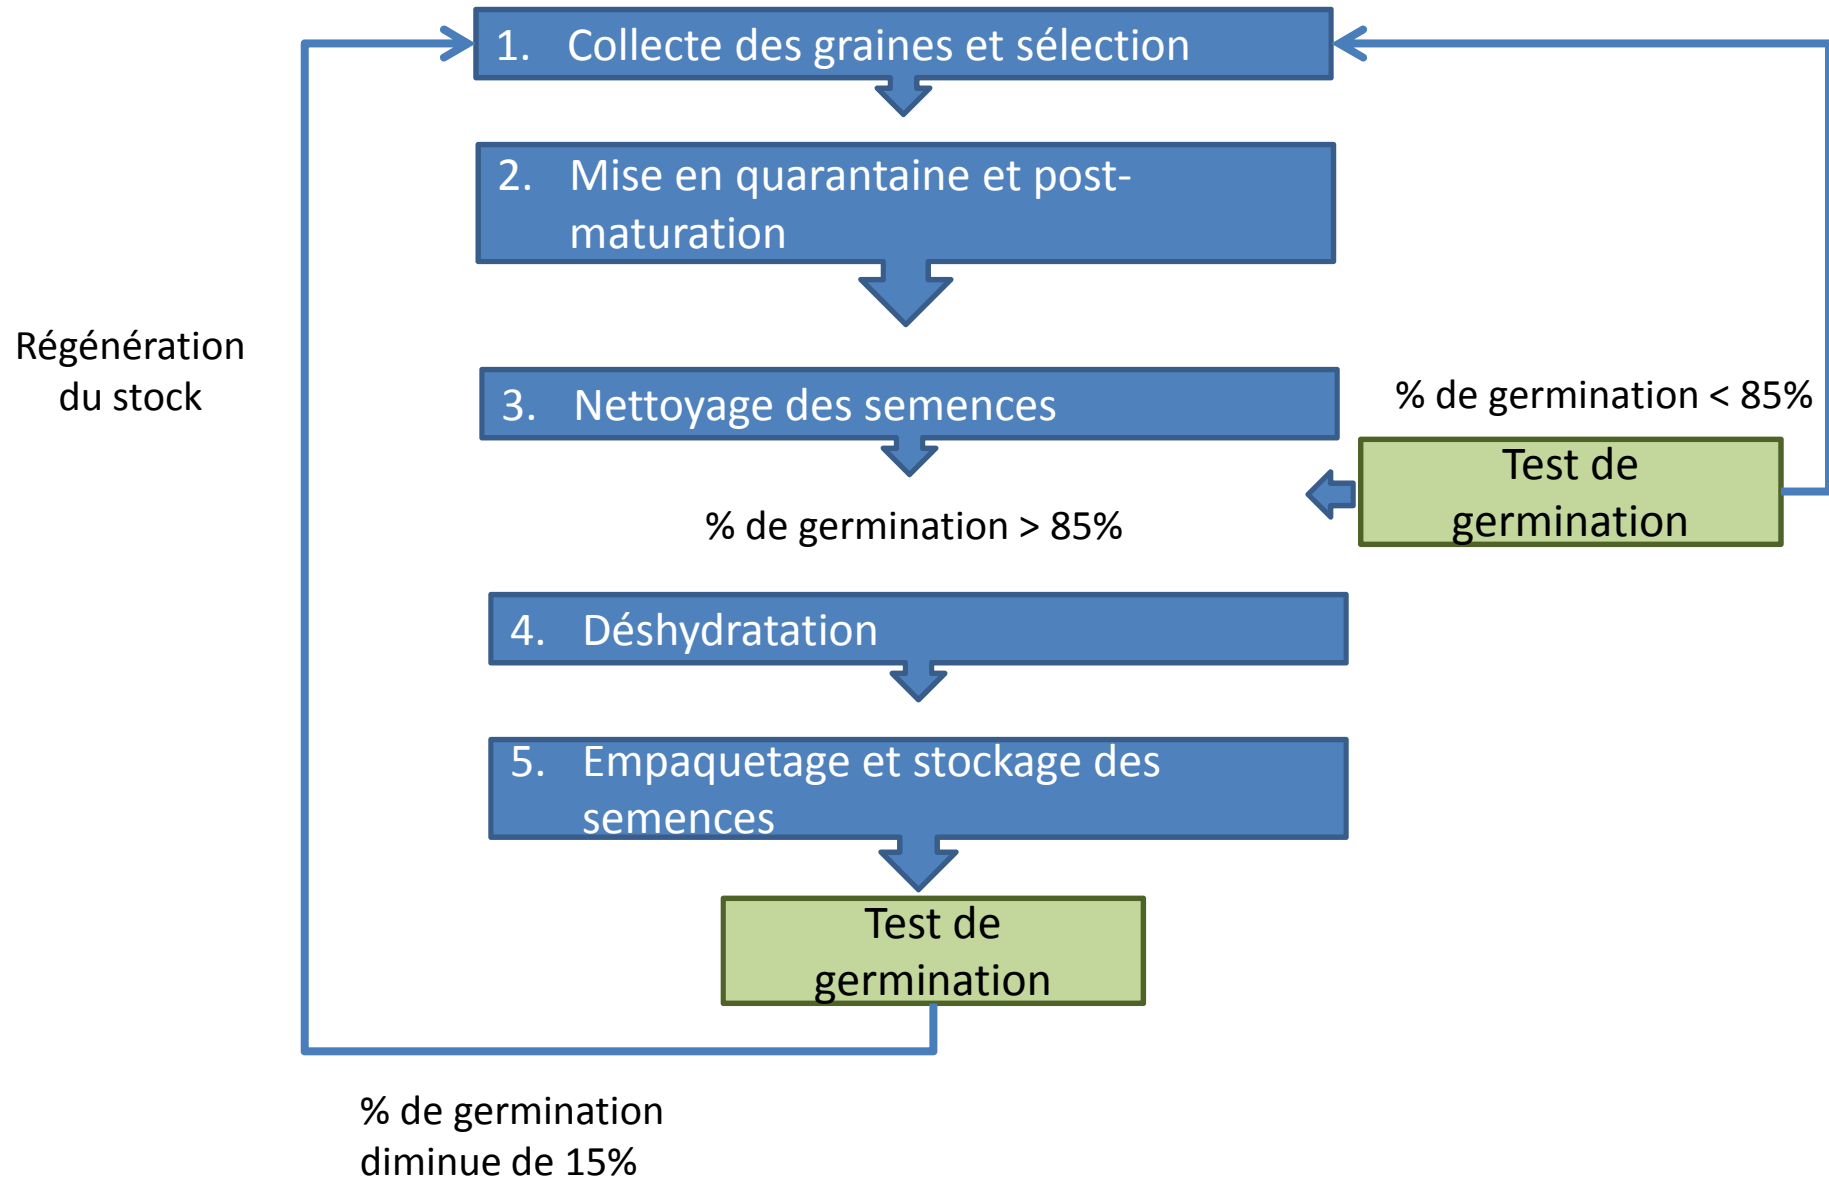 1. Collecte des graines et sélection
2. Mise en quarantaine et post-
maturation
Régénération
du stock
3. Nettoyage des semences
% de germination < 85%
Test de
germination
% de germination > 85%
4. Déshydratation
5. Empaquetage et stockage des
semences
Test de
germination
% de germination
diminue de 15%